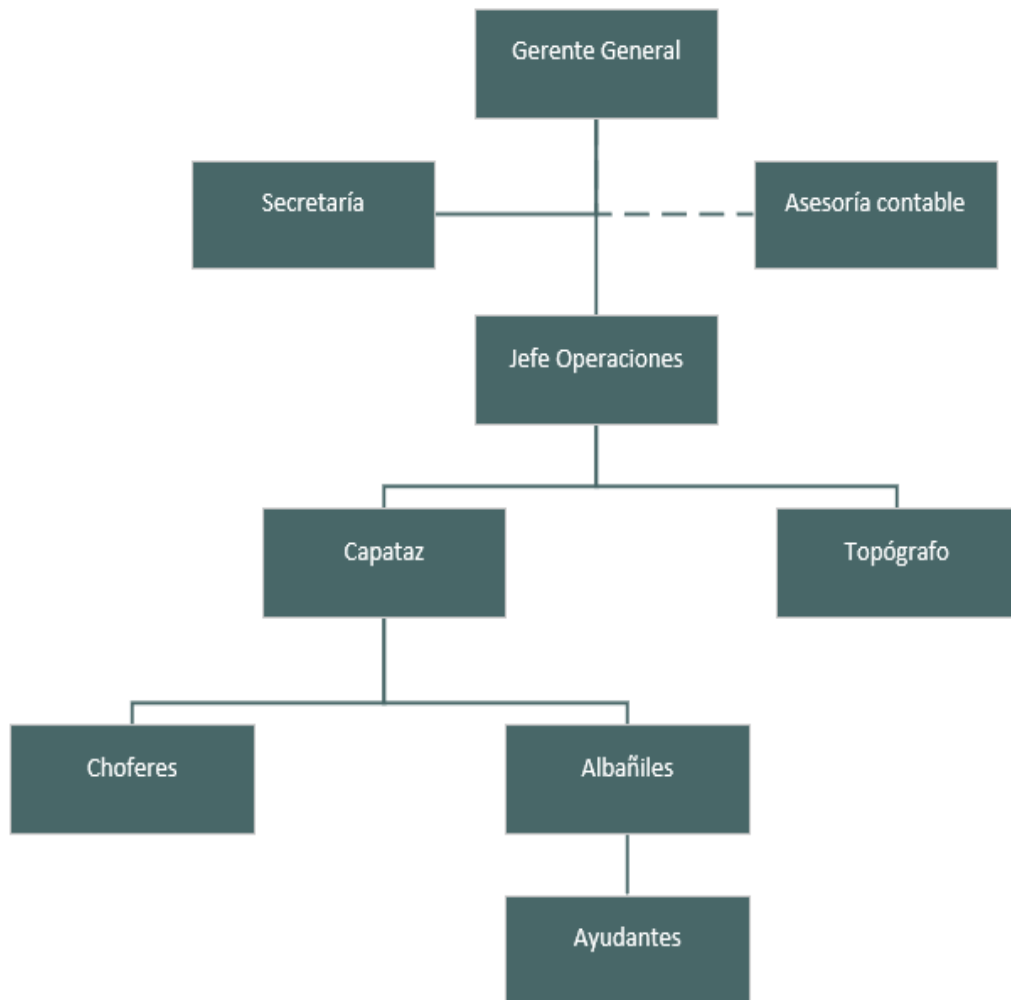 Gerente General
Secretaría
Asesoría contable
Jefe Operaciones
Capataz
Topógrafo
Choferes
Albañiles
Ayudantes